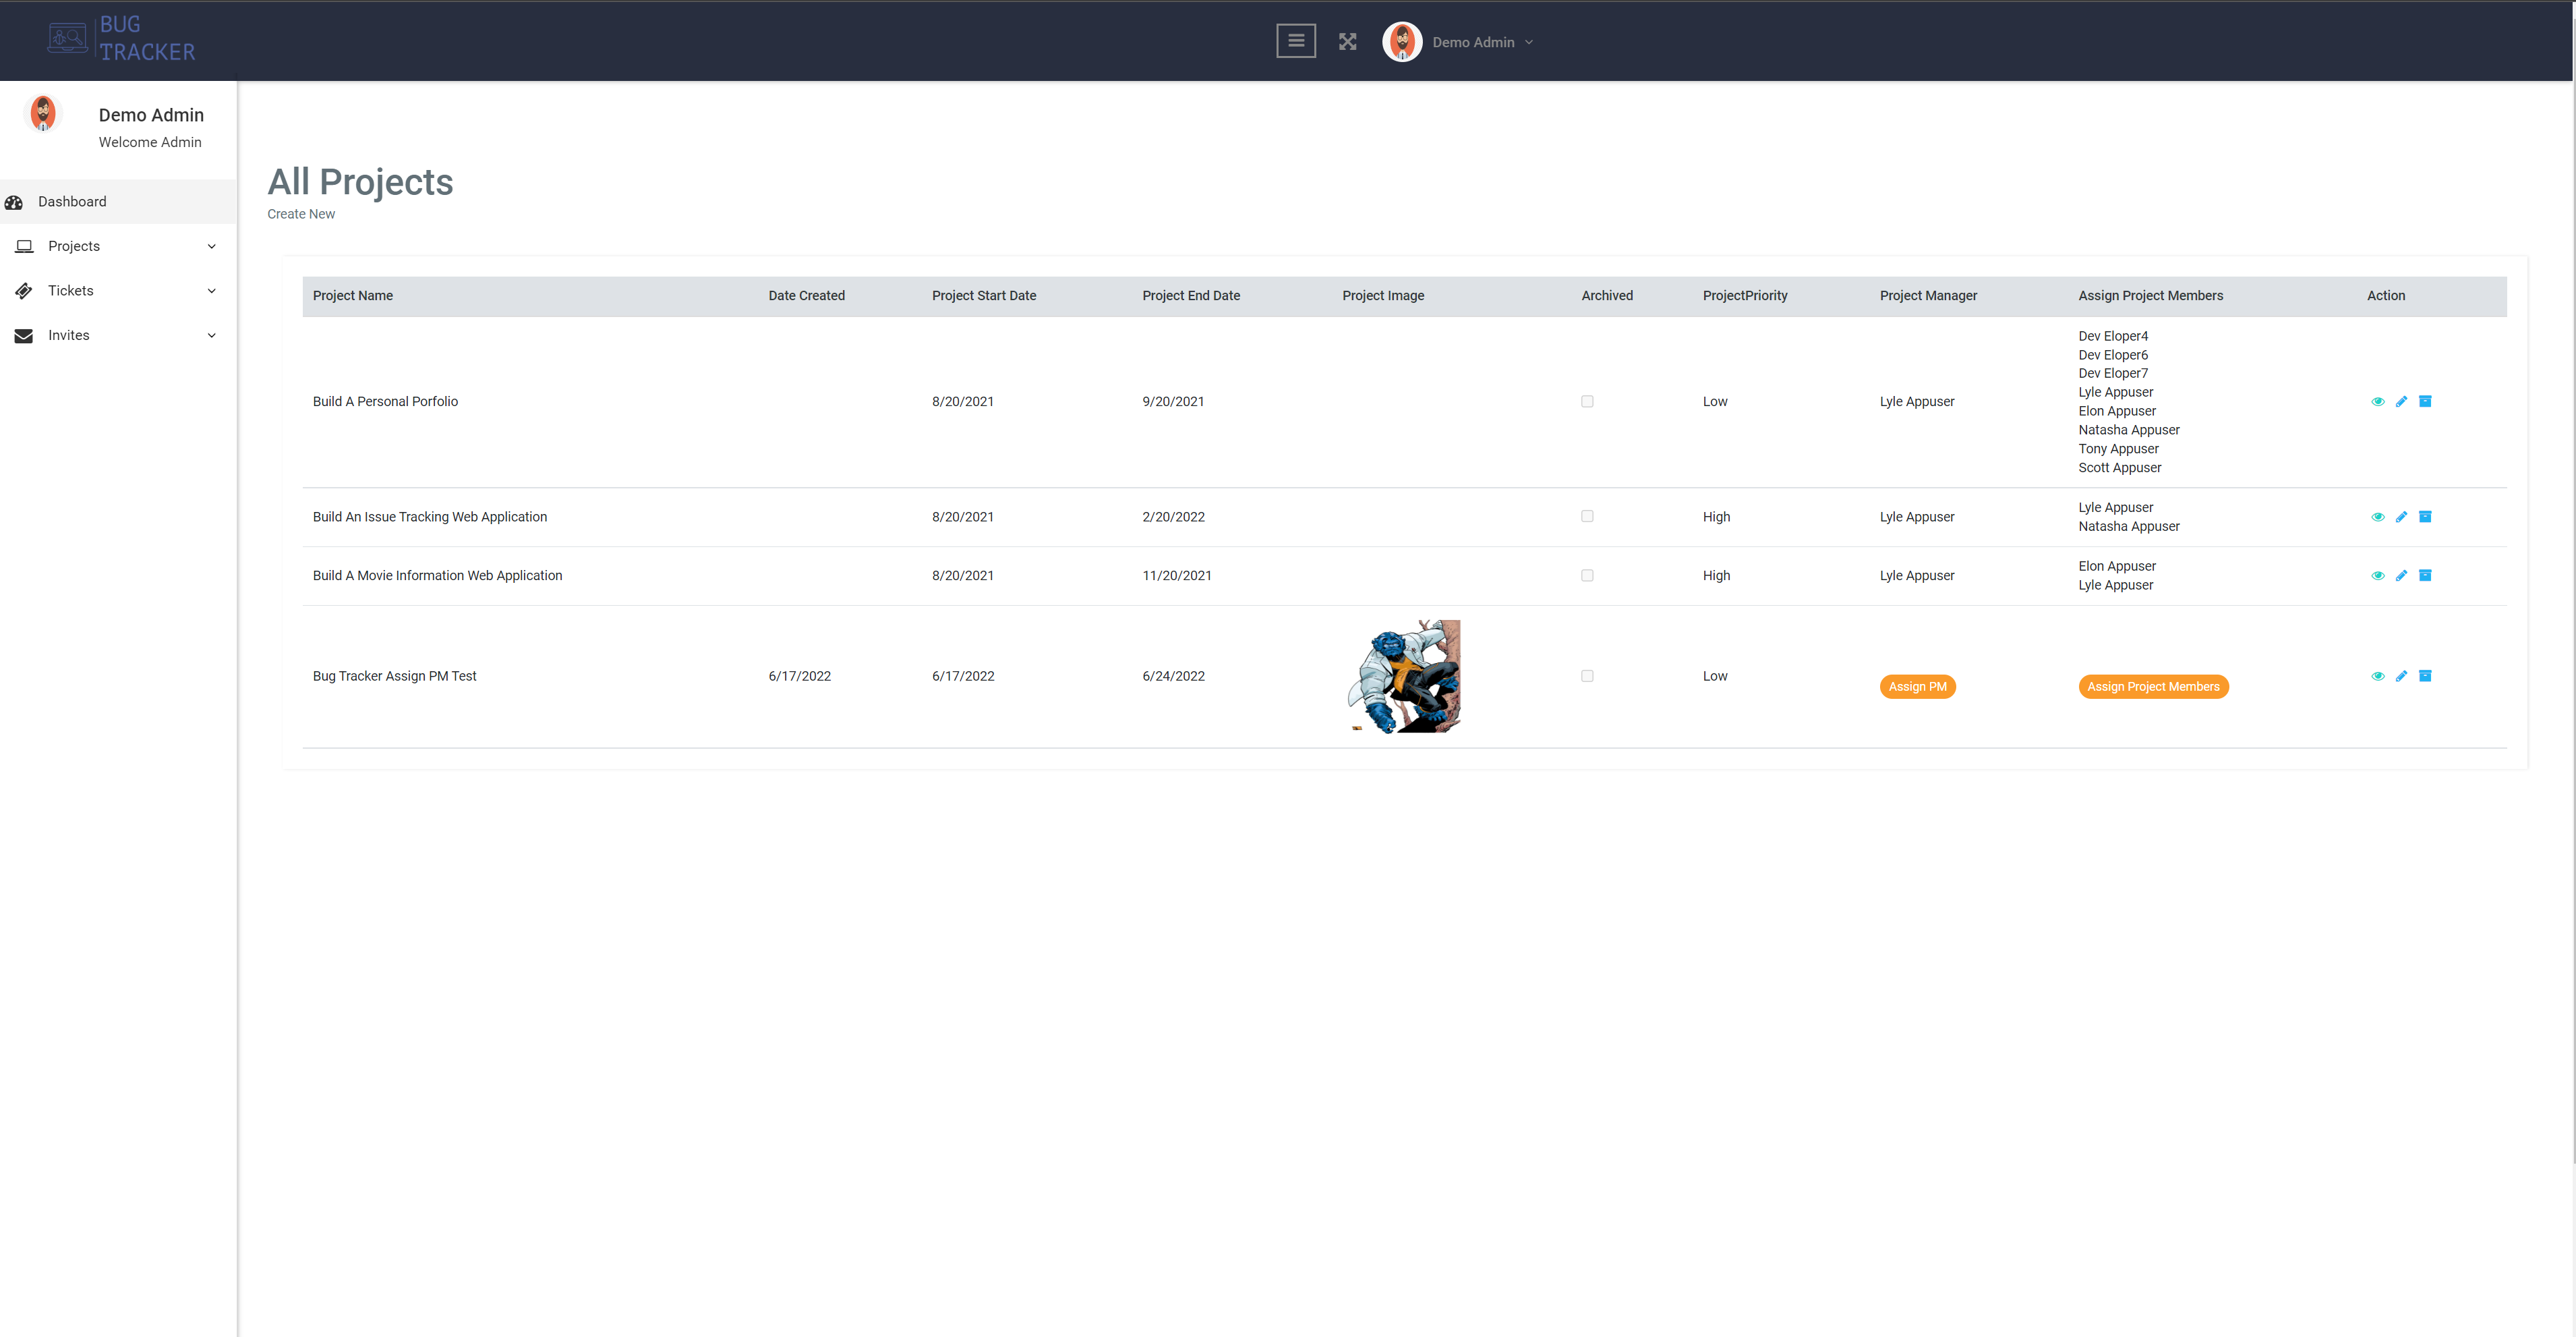 BUG
TRACKER
Demo Admin
Demo Admin
Welcome Admin
Dashboard
Projects
Tickets
Invites
All Projects
Create New
Project Name Date Created Project Start Date Project End Date Project Image Archived ProjectPriority Project Manager Assign Project Members Action
Build A Personal Porfolio 8/20/2021 9/20/2021 Low Lyle Appuser
Dev Eloper4
Dev Eloper6
Dev Eloper7
Lyle Appuser
Elon Appuser
Natasha Appuser
Tony Appuser
Scott Appuser
Build An Issue Tracking Web Application 8/20/2021 2/20/2022 High Lyle Appuser
Lyle Appuser
Natasha Appuser
Build A Movie Information Web Application 8/20/2021 11/20/2021 High Lyle Appuser
Elon Appuser
Lyle Appuser
Bug Tracker Assign PM Test 6/17/2022 6/17/2022 6/24/2022 Low Assign PM Assign Project Members